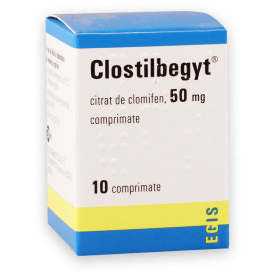 Clostilbegyt®
citrat de clomifen, 50 mg
comprimate
10 comprimate
EGIS